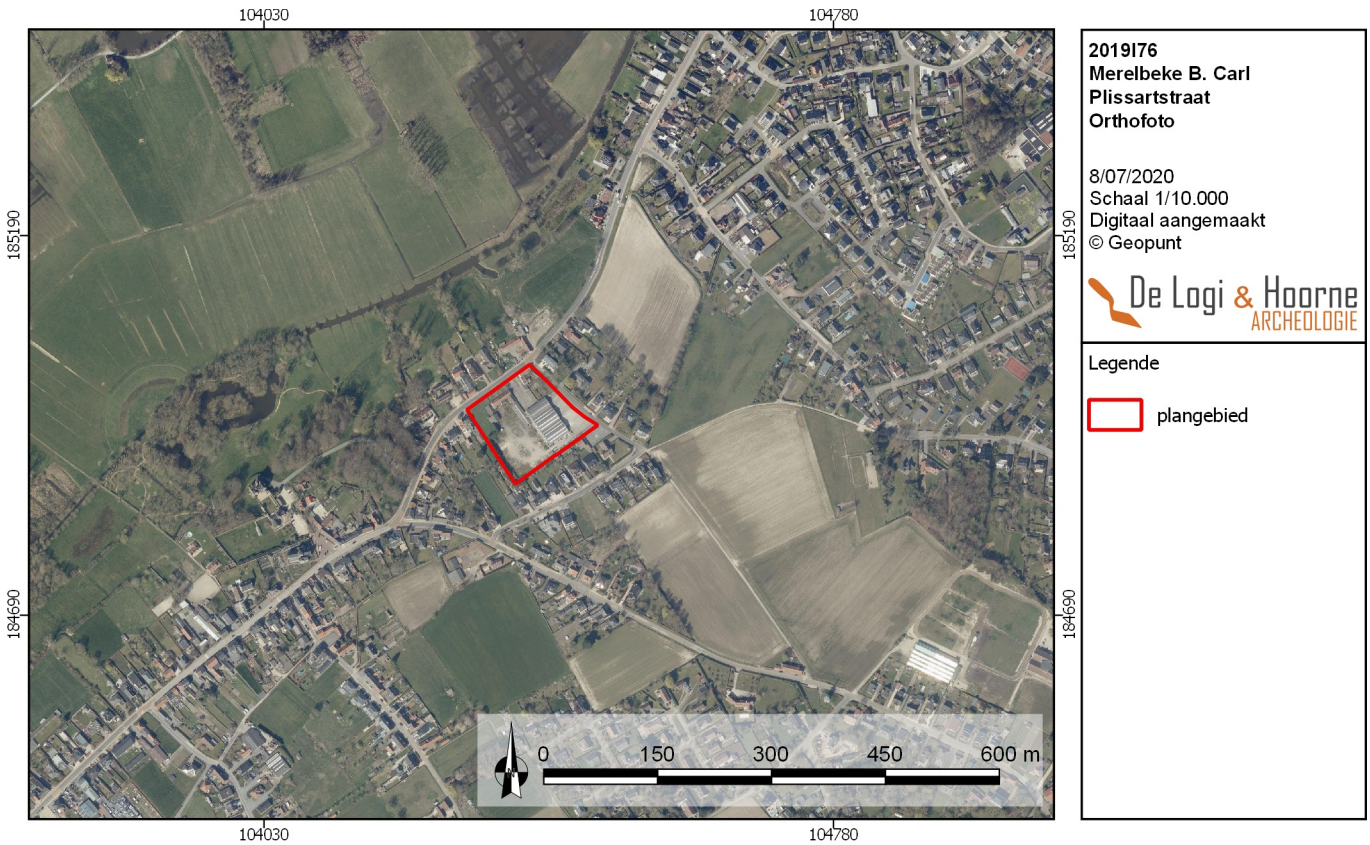 104030
104780
185190
185190
184690
184690
104030
104780
N
0 150 300 450 600 m
2019I76
Merelbeke B. Carl
Plissartstraat
Orthofoto
8/07/2020
Schaal 1/10.000
Digitaal aangemaakt
© Geopunt
De Logi & Hoorne
ARCHEOLOGIE
Legende
plangebied